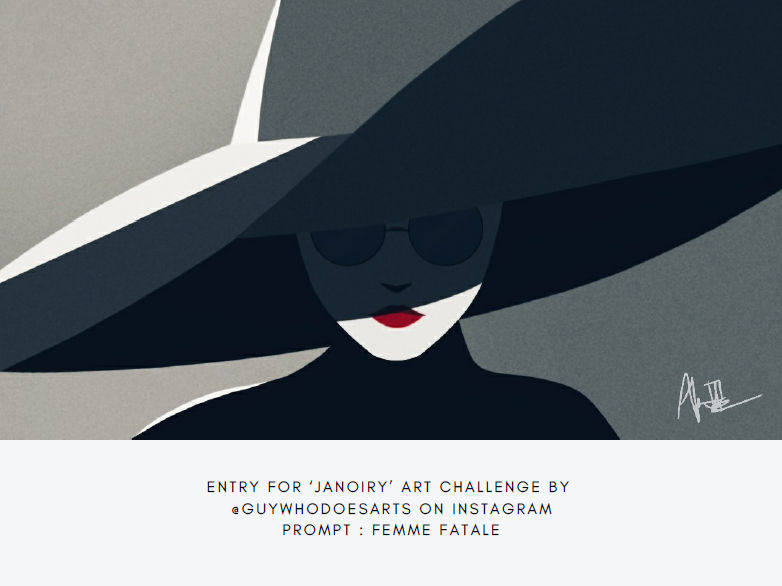 ENTRY FOR ‘JANOIRY’ ART CHALLENGE BY
@GUYWHODOESARTS ON INSTAGRAM
PROMPT : FEMME FATALE